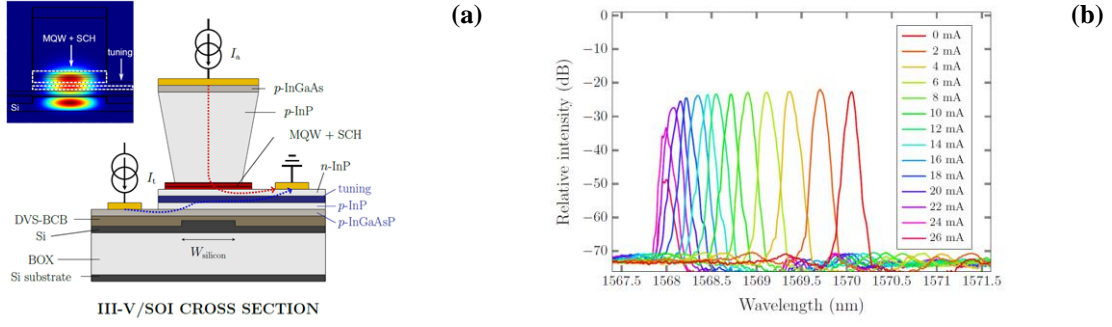 (a)
MQW + SCH
tuning
Si
Iₐ
p-InGaAs
p-InP
MQW + SCH
n-InP
Iₜ
tuning
p-InP
p-InGaAsP
DVS-BCB
Si
W_silicon
BOX
Si substrate
III-V/SOI CROSS SECTION
(b)
Relative intensity (dB)
0
−10
−20
−30
−40
−50
−60
−70
0 mA
2 mA
4 mA
6 mA
8 mA
10 mA
12 mA
14 mA
16 mA
18 mA
20 mA
22 mA
24 mA
26 mA
1567.5 1568 1568.5 1569 1569.5 1570 1570.5 1571 1571.5
Wavelength (nm)